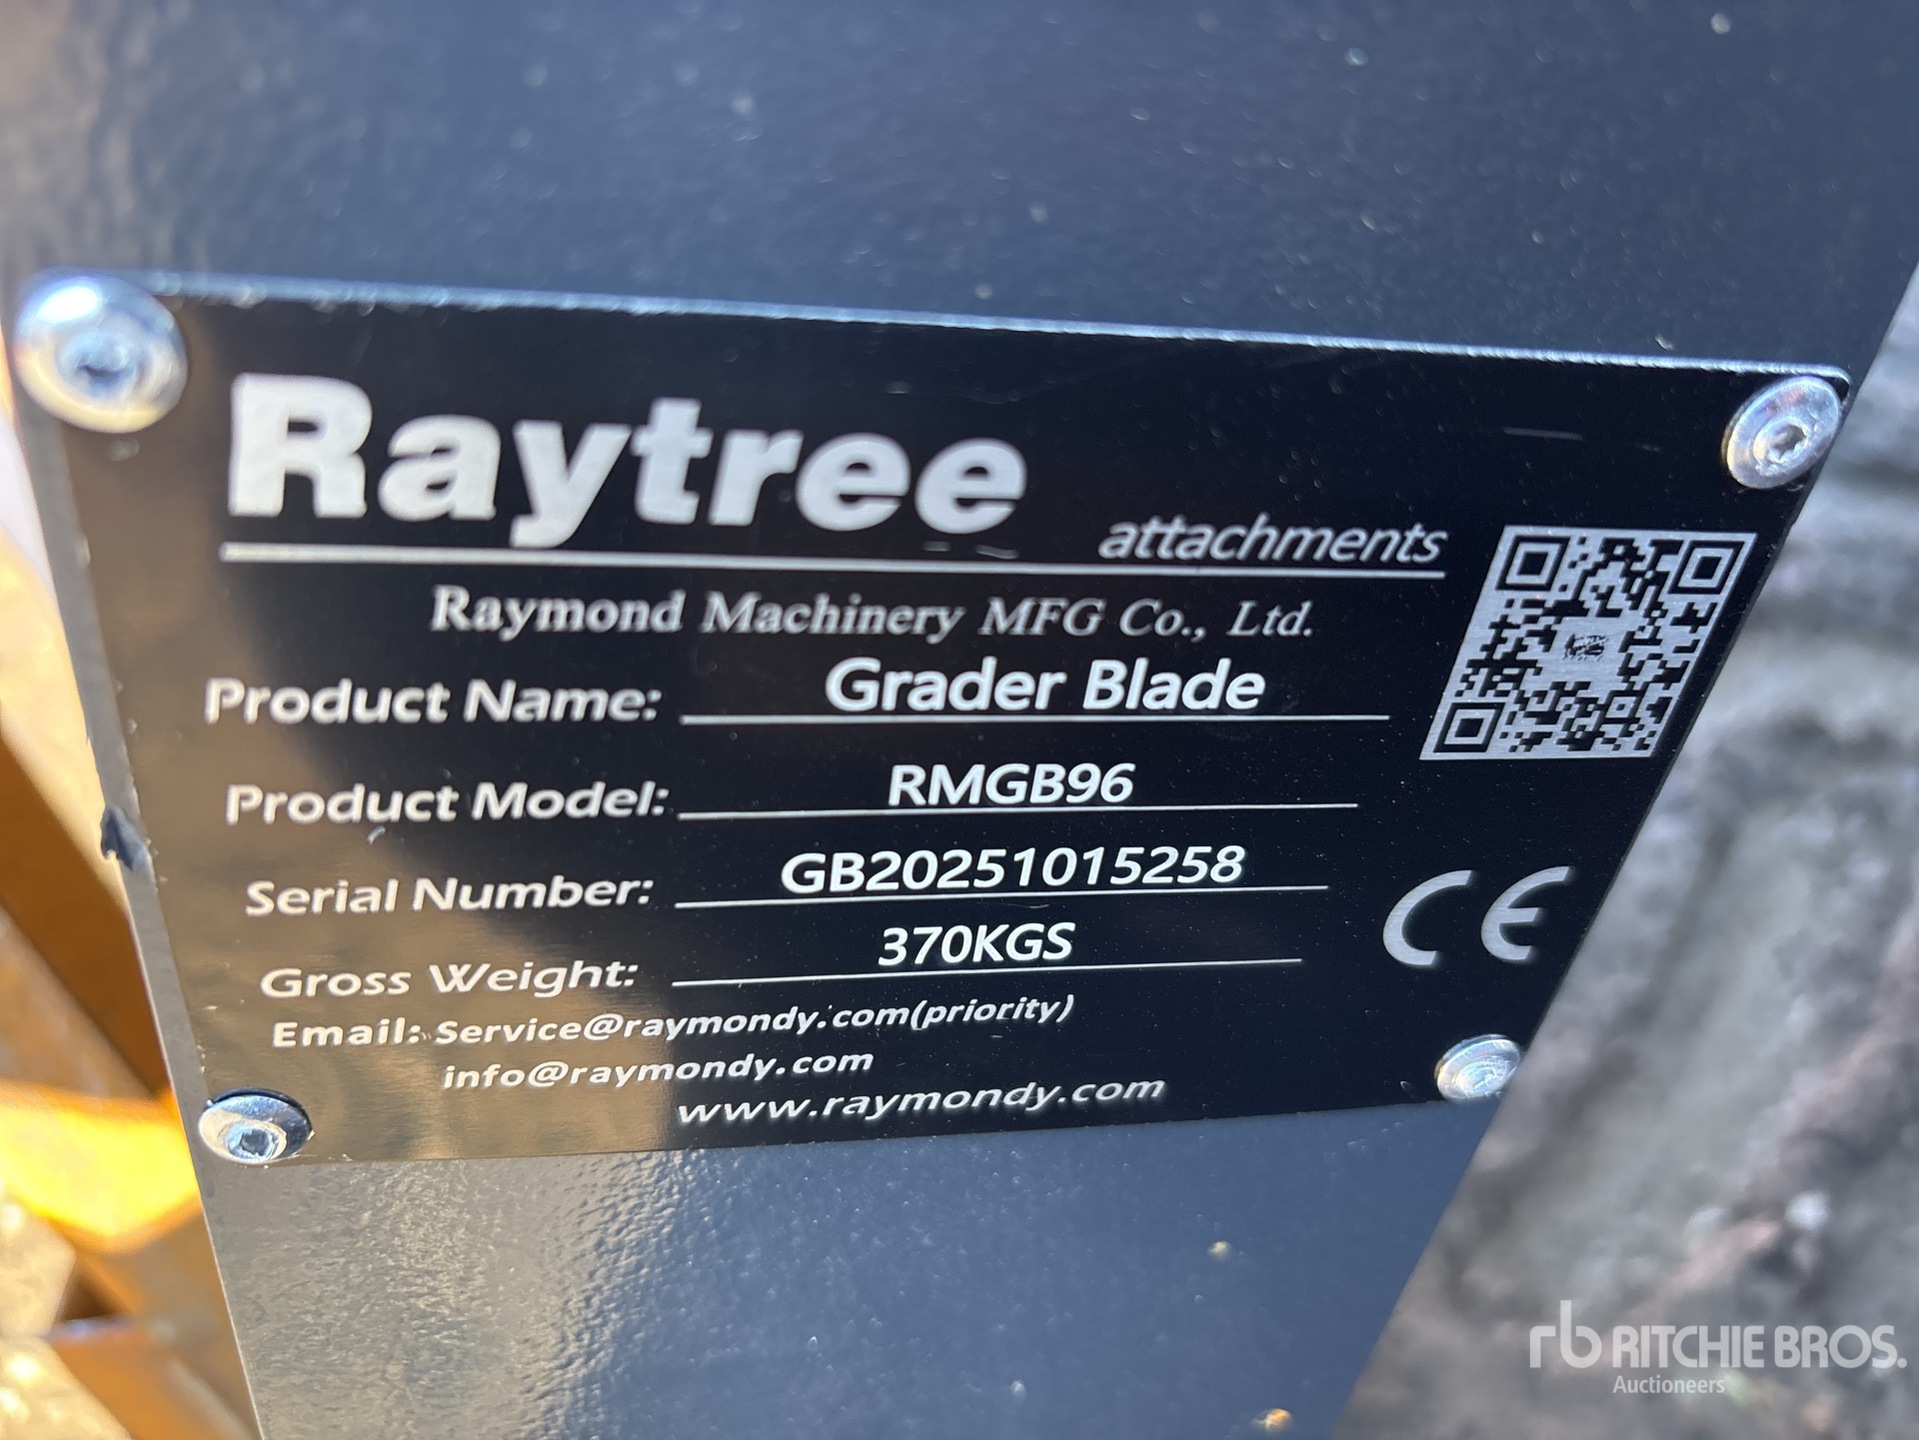 Raytree
attachments
Raymond Machinery MFG Co., Ltd.
Product Name: Grader Blade
Product Model: RMGB96
Serial Number: GB20251015258
Gross Weight: 370KGS
Email: Service@raymondy.com(priority)
info@raymondy.com
www.raymondy.com
CE
rb RITCHIE BROS.
Auctioneers